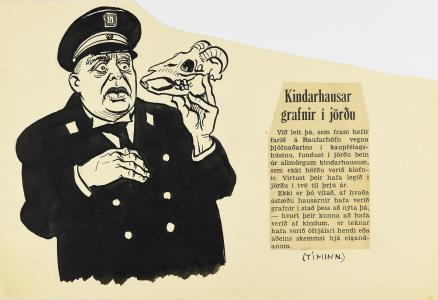 Kindarhausar
grafnir í jörðu
Við leit þá, sem fram hefir
farið á Raufarhöfn vegna
þjófnaðarins í kaupfélags-
húsinu, fundust í jörðu bein
úr allmörgum kindarhausum,
sem ekki höfðu verið klofn-
ir. Virtust þeir hafa legið í
jörðu í tvö til þrjú ár.
Ekki er þó vitað, af hvaða
ástæðu hausarnir hafa verið
grafnir í stað þess að nýta þá,
— hvort þeir kunna að hafa
verið af kindum, er teknar
hafa verið ófrjálsri hendi eða
aðeins skemmst hjá eigand-
anum.
(TÍMINN.)